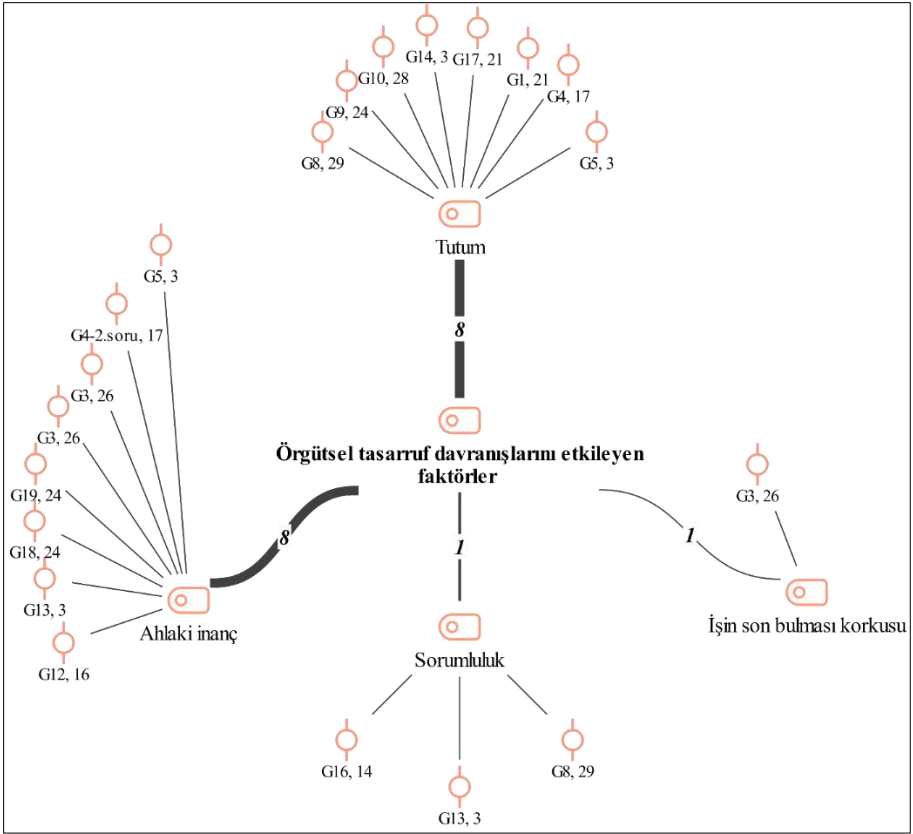 G14, 3
G17, 21
G10, 28
G1, 21
G9, 24
G4, 17
G8, 29
G5, 3
Tutum
8
G5, 3
G4-2.soru, 17
G3, 26
G3, 26
G19, 24
G18, 24
G13, 3
G12, 16
Ahlaki inanç
8
Örgütsel tasarruf davranışlarını etkileyen
faktörler
1
Sorumluluk
G16, 14
G13, 3
G8, 29
1
G3, 26
İşin son bulması korkusu